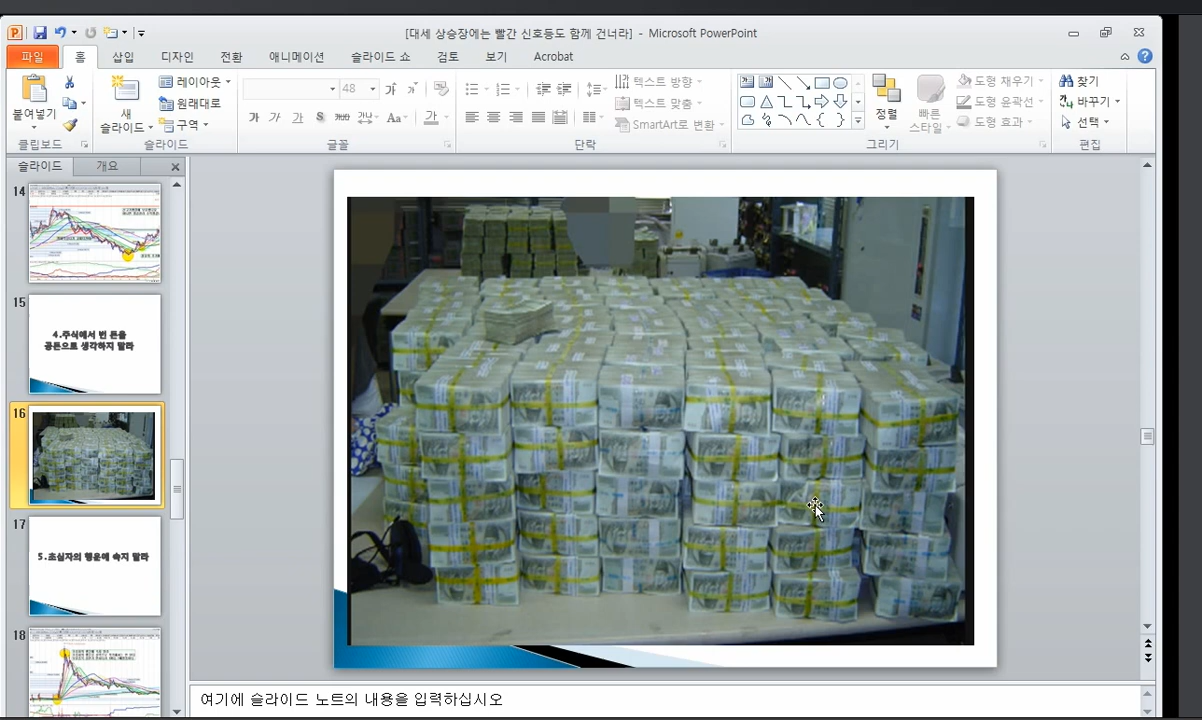 [대세 상승장에는 빨간 신호등도 함께 건너라] - Microsoft PowerPoint
파일 홈 삽입 디자인 전환 애니메이션 슬라이드 쇼 검토 보기 Acrobat
붙여넣기
새 슬라이드
레이아웃
원래대로
구역
48
텍스트 방향
텍스트 맞춤
SmartArt로 변환
정렬
빠른 스타일
도형 채우기
도형 윤곽선
도형 효과
찾기
바꾸기
선택
클립보드 슬라이드 글꼴 단락 그리기 편집
슬라이드 개요
14
15
4.주식에서 번 돈을
공돈으로 생각하지 말라
16
17
5.초심자의 행운에 속지 말라
18
여기에 슬라이드 노트의 내용을 입력하십시오